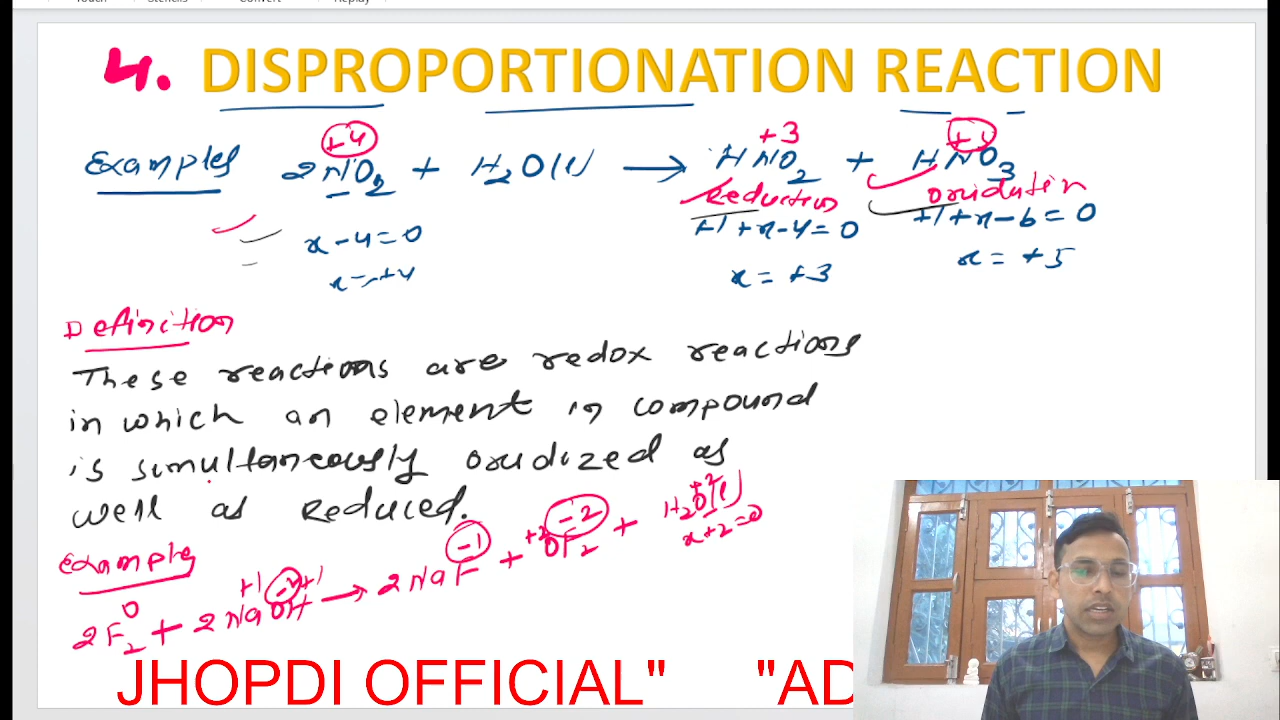 4. DISPROPORTIONATION REACTION
+4 +3 +4
Examples 2NO2 + H2O(l) → HNO2 + HNO3
Reduction oxidation
x-4=0 +1+x-4=0 +1+x-6=0
x=+4 x=+3 x=+5
Definition
These reactions are redox reactions
in which an element in compound
is simultaneously oxidized as
well as Reduced.
Examples
0 +1 -2 +1 -1 +2 -2 +2
2F2 + 2NaOH → 2NaF + OF2 + H2O(l)
x+2=0
JHOPDI OFFICIAL" "AD